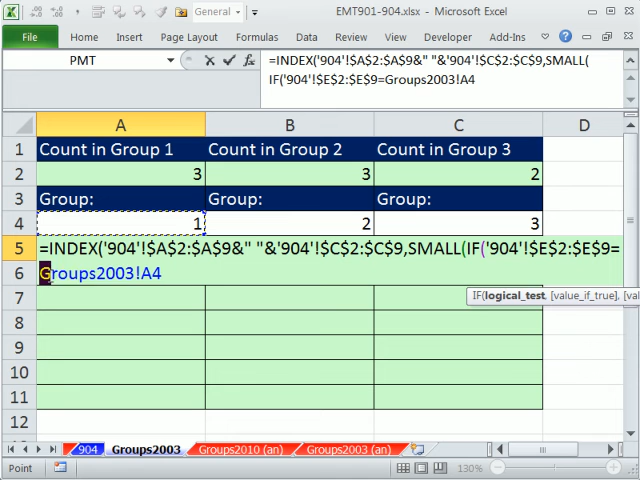 General
EMT901-904.xlsx - Microsoft Excel
File Home Insert Page Layout Formulas Data Review View Developer Add-Ins
PMT
=INDEX('904'!$A$2:$A$9&" "&'904'!$C$2:$C$9,SMALL(
IF('904'!$E$2:$E$9=Groups2003!A4
A B C D
1 Count in Group 1 Count in Group 2 Count in Group 3
2 3 3 2
3 Group: Group: Group:
4 1 2 3
5 =INDEX('904'!$A$2:$A$9&" "&'904'!$C$2:$C$9,SMALL(IF('904'!$E$2:$E$9=
6 Groups2003!A4
7
IF(logical_test, [value_if_true], [val
8
9
10
11
12
904 Groups2003 Groups2010 (an) Groups2003 (an)
Point 130%